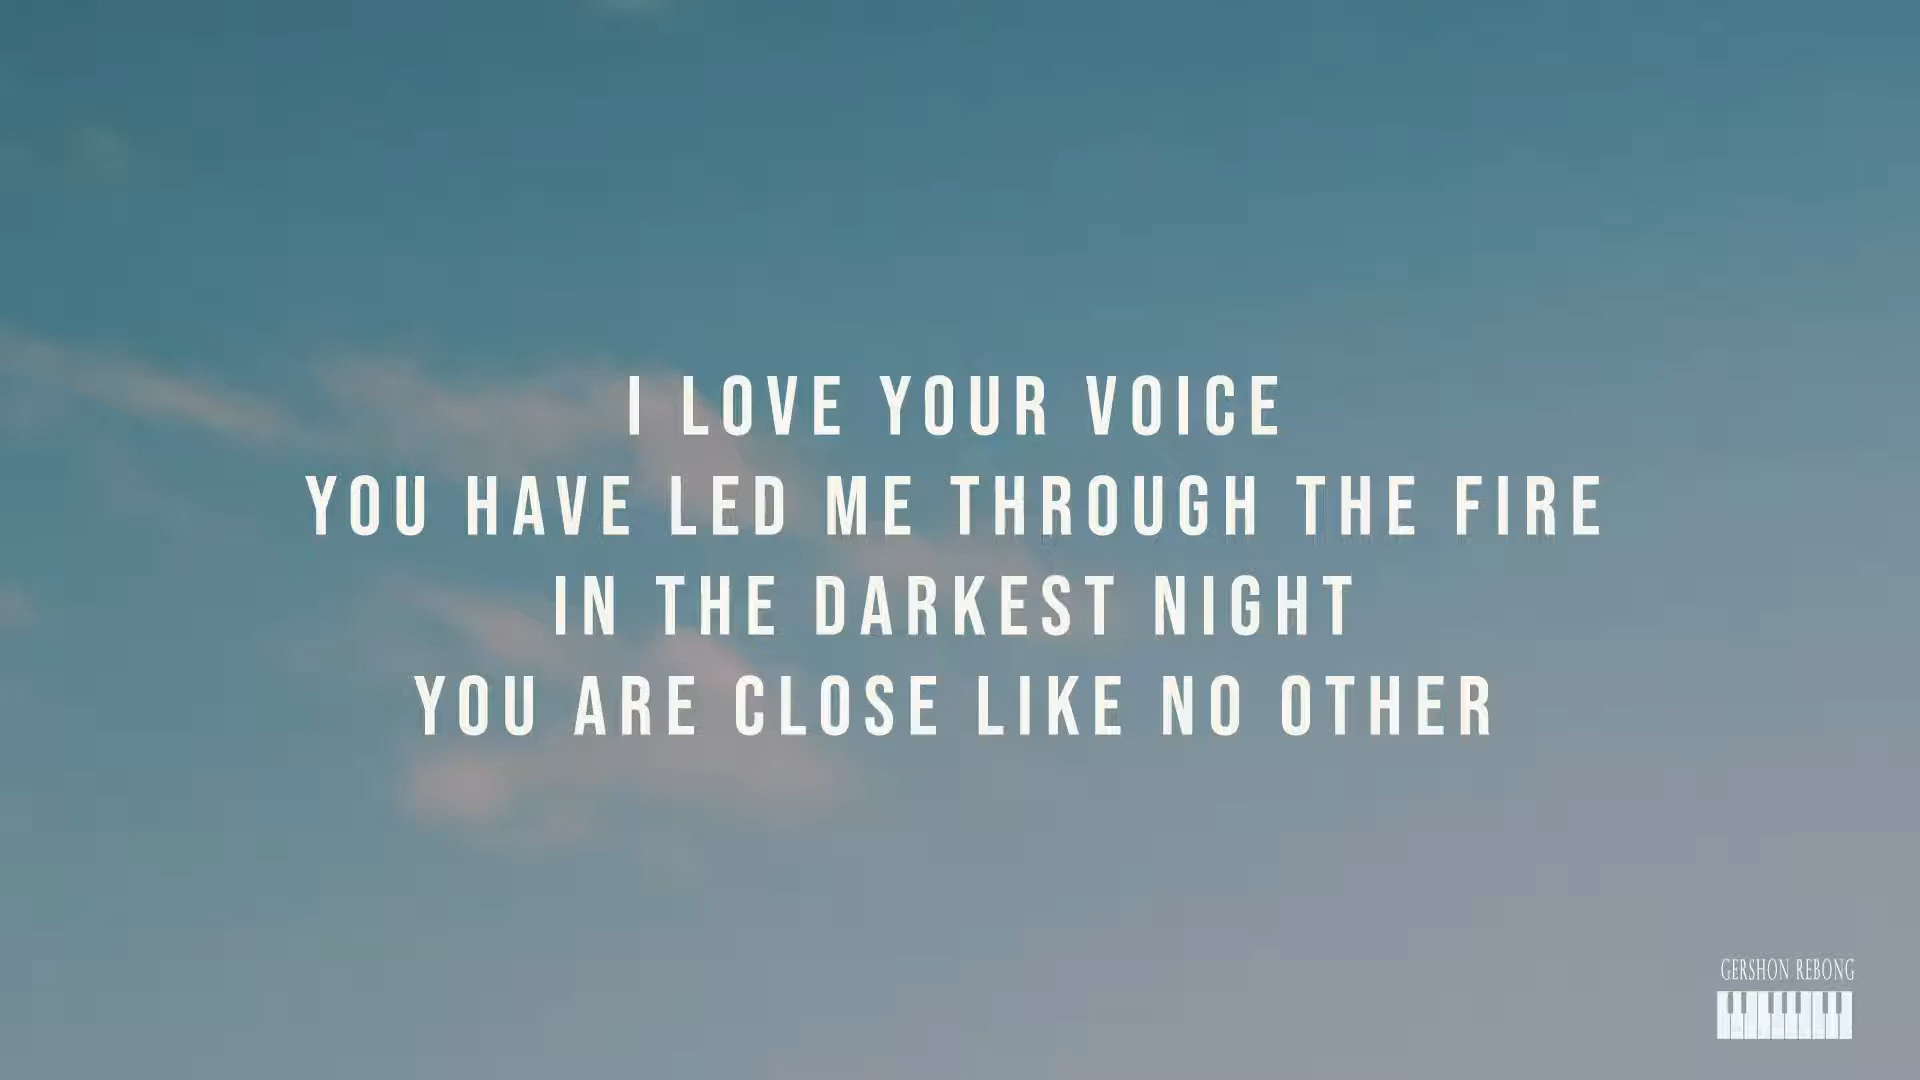 I LOVE YOUR VOICE
YOU HAVE LED ME THROUGH THE FIRE
IN THE DARKEST NIGHT
YOU ARE CLOSE LIKE NO OTHER
GERSHON REBONG